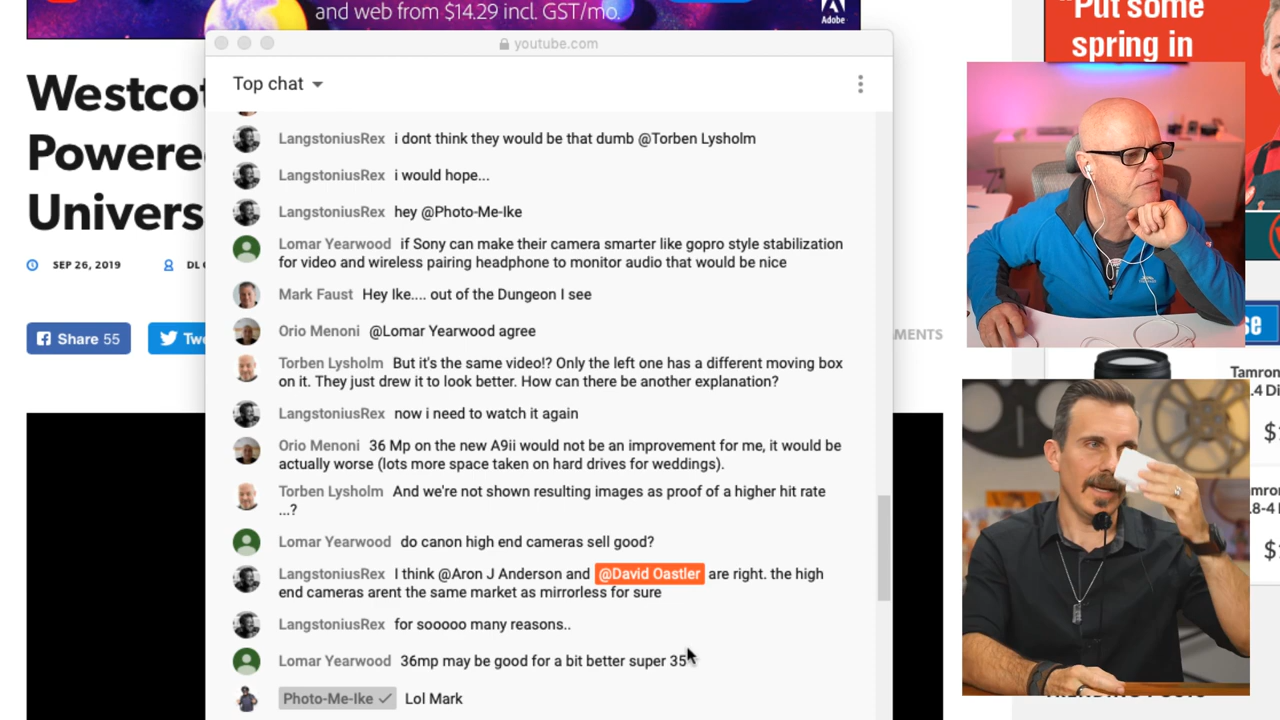 and web from $14.29 incl. GST/mo.
Adobe
"Put some
spring in
youtube.com
Top chat
Westcot
Powere
Univers
SEP 26, 2019
DL
Share 55
Twe
MENTS
LangstoniusRex i dont think they would be that dumb @Torben Lysholm
LangstoniusRex i would hope...
LangstoniusRex hey @Photo-Me-Ike
Lomar Yearwood if Sony can make their camera smarter like gopro style stabilization
for video and wireless pairing headphone to monitor audio that would be nice
Mark Faust Hey Ike.... out of the Dungeon I see
Orio Menoni @Lomar Yearwood agree
Torben Lysholm But it's the same video!? Only the left one has a different moving box
on it. They just drew it to look better. How can there be another explanation?
LangstoniusRex now i need to watch it again
Orio Menoni 36 Mp on the new A9ii would not be an improvement for me, it would be
actually worse (lots more space taken on hard drives for weddings).
Torben Lysholm And we're not shown resulting images as proof of a higher hit rate
...?
Lomar Yearwood do canon high end cameras sell good?
LangstoniusRex I think @Aron J Anderson and @David Oastler are right. the high
end cameras arent the same market as mirrorless for sure
LangstoniusRex for sooooo many reasons..
Lomar Yearwood 36mp may be good for a bit better super 35
Photo-Me-Ike Lol Mark
se
Tamron
.4 Di
$
mron
.8-4
$